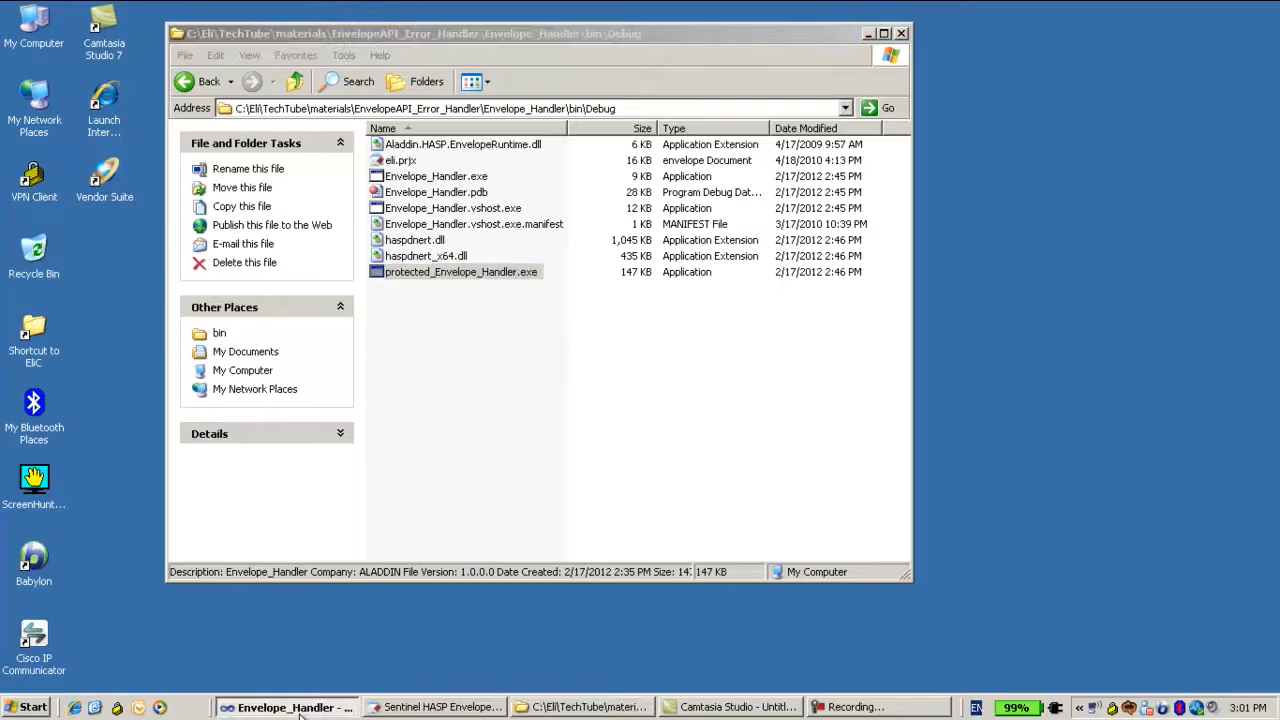 My Computer
Camtasia Studio 7
My Network Places
Launch Inter...
VPN Client
Vendor Suite
Recycle Bin
Shortcut to EliC
My Bluetooth Places
ScreenHunt...
Babylon
Cisco IP Communicator
C:\Eli\TechTube\materials\EnvelopeAPI_Error_Handler\Envelope_Handler\bin\Debug
File Edit View Favorites Tools Help
Back Search Folders
Address C:\Eli\TechTube\materials\EnvelopeAPI_Error_Handler\Envelope_Handler\bin\Debug Go
File and Folder Tasks
Rename this file
Move this file
Copy this file
Publish this file to the Web
E-mail this file
Delete this file
Other Places
bin
My Documents
My Computer
My Network Places
Details
Name Size Type Date Modified
Aladdin.HASP.EnvelopeRuntime.dll 6 KB Application Extension 4/17/2009 9:57 AM
eli.prjx 16 KB envelope Document 4/18/2010 4:13 PM
Envelope_Handler.exe 9 KB Application 2/17/2012 2:45 PM
Envelope_Handler.pdb 28 KB Program Debug Dat... 2/17/2012 2:45 PM
Envelope_Handler.vshost.exe 12 KB Application 2/17/2012 2:45 PM
Envelope_Handler.vshost.exe.manifest 1 KB MANIFEST File 3/17/2010 10:39 PM
haspdnert.dll 1,045 KB Application Extension 2/17/2012 2:46 PM
haspdnert_x64.dll 435 KB Application Extension 2/17/2012 2:46 PM
protected_Envelope_Handler.exe 147 KB Application 2/17/2012 2:46 PM
Description: Envelope_Handler Company: ALADDIN File Version: 1.0.0.0 Date Created: 2/17/2012 2:35 PM Size: 147 147 KB My Computer
Start Envelope_Handler - ... Sentinel HASP Envelope... C:\Eli\TechTube\materi... Camtasia Studio - Untitl... Recording... EN 99% 3:01 PM